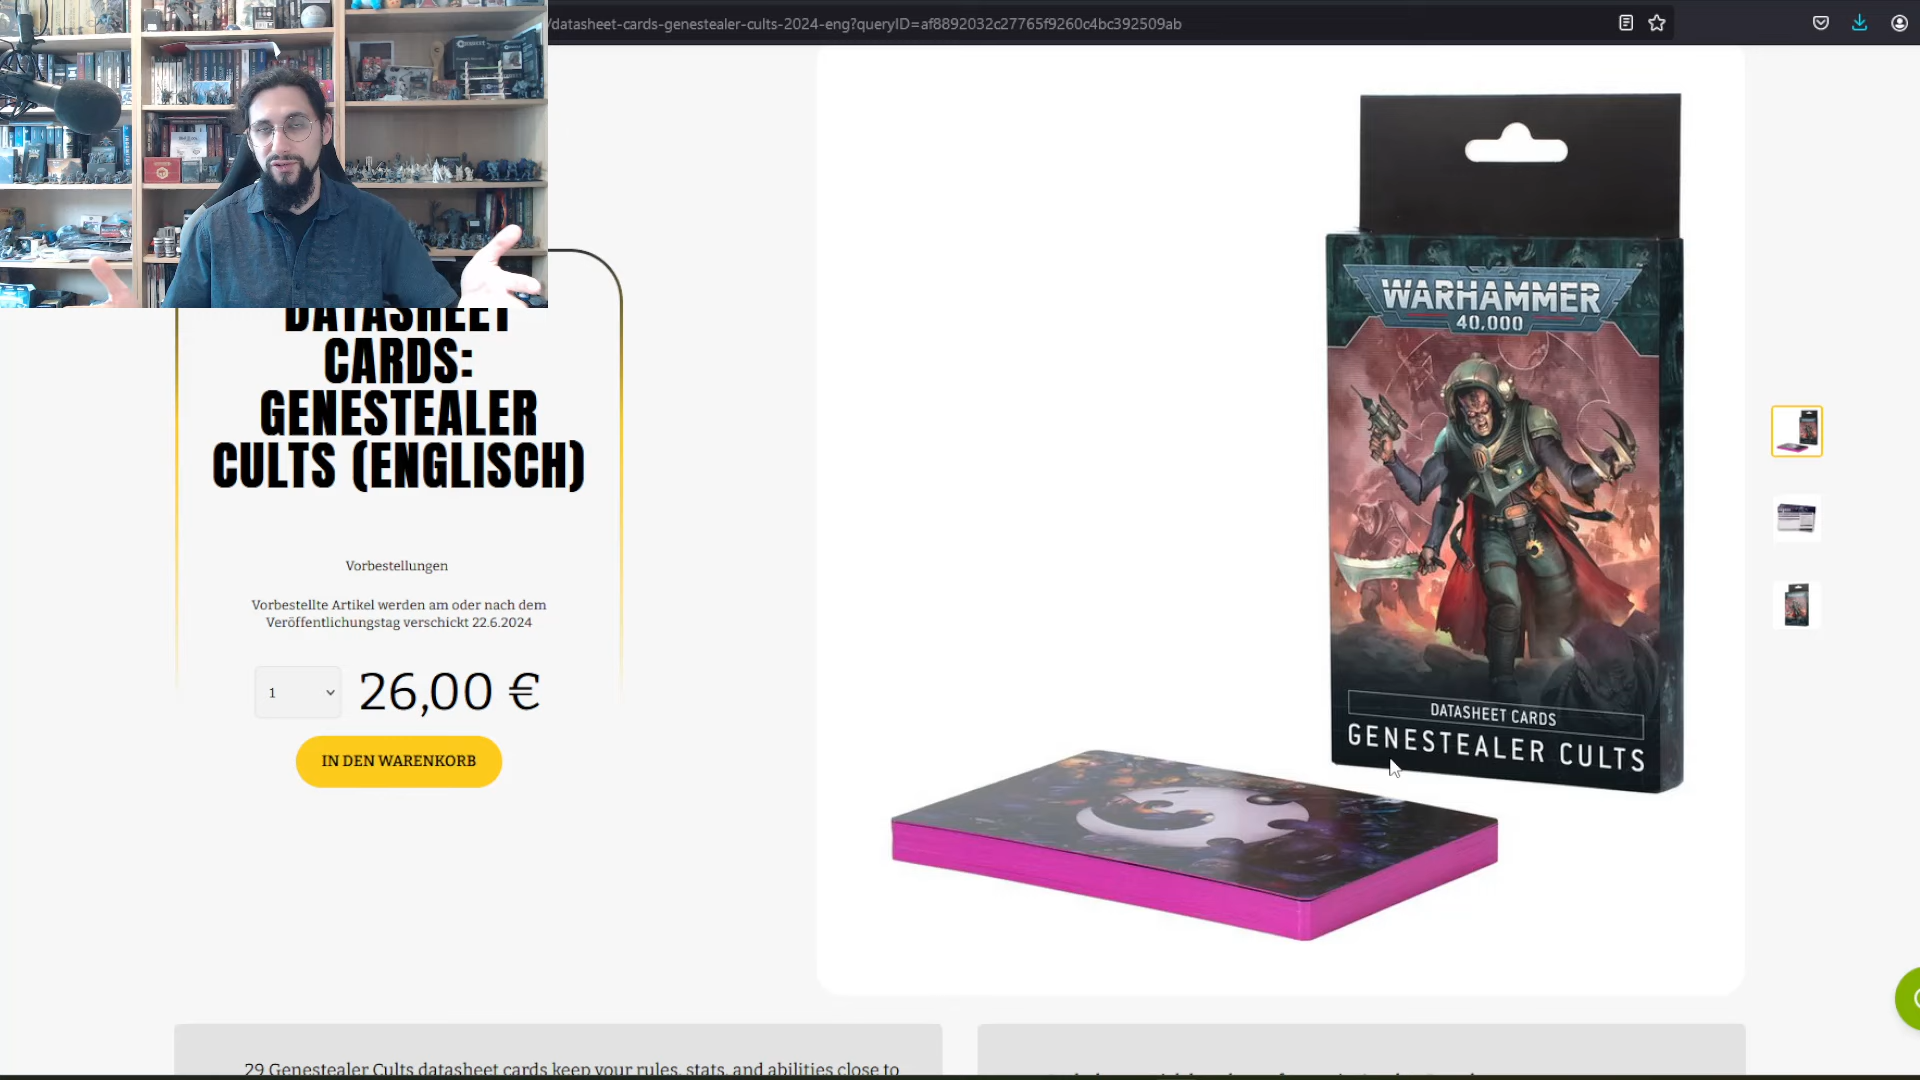 /datasheet-cards-genestealer-cults-2024-eng?queryID=af8892032c27765f9260c4bc392509ab
DATASHEET
CARDS:
GENESTEALER
CULTS (ENGLISCH)
Vorbestellungen
Vorbestellte Artikel werden am oder nach dem
Veröffentlichungstag verschickt 22.6.2024
1
26,00 €
IN DEN WARENKORB
WARHAMMER
40,000
DATASHEET CARDS
GENESTEALER CULTS
29 Genestealer Cults datasheet cards keep your rules, stats, and abilities close to